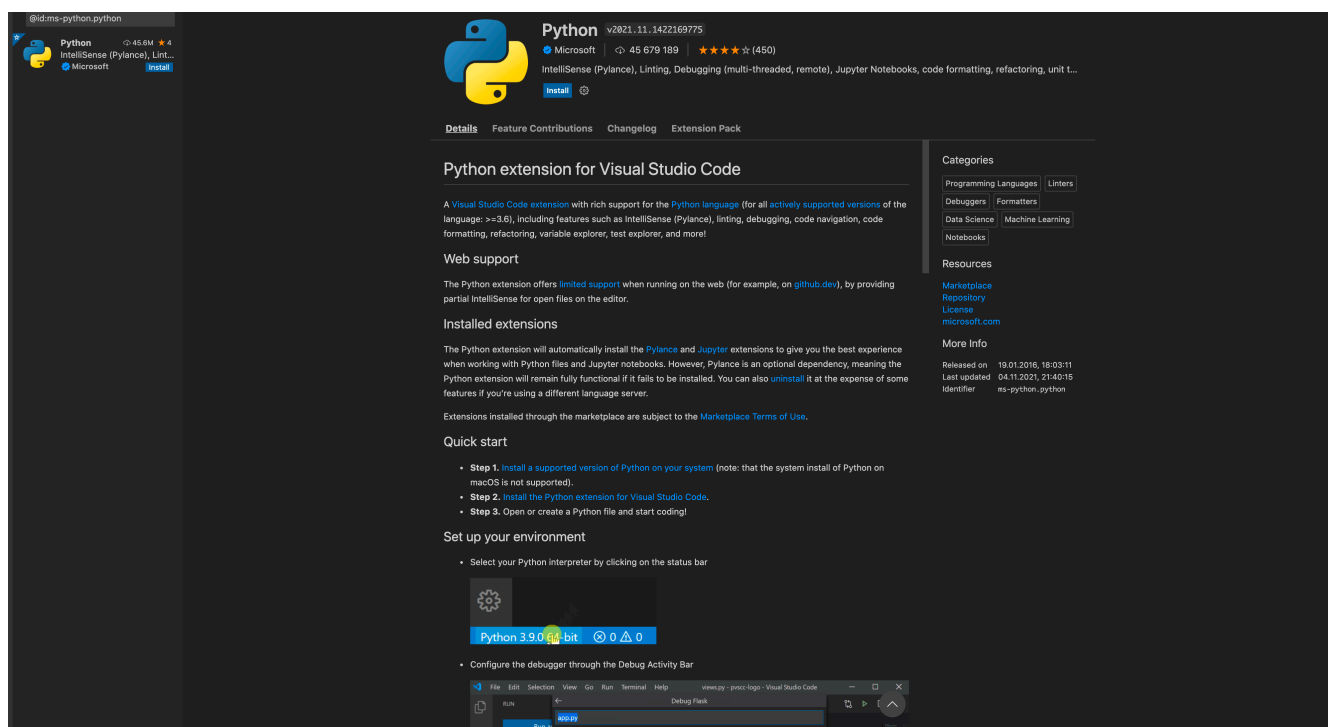 @id:ms-python.python
Python 45.6M ★ 4
IntelliSense (Pylance), Lint...
Microsoft Install
Python v2021.11.1422169775
Microsoft 45 679 189 ★★★★☆ (450)
IntelliSense (Pylance), Linting, Debugging (multi-threaded, remote), Jupyter Notebooks, code formatting, refactoring, unit t...
Install
Details Feature Contributions Changelog Extension Pack
Python extension for Visual Studio Code
A Visual Studio Code extension with rich support for the Python language (for all actively supported versions of the
language: >=3.6), including features such as IntelliSense (Pylance), linting, debugging, code navigation, code
formatting, refactoring, variable explorer, test explorer, and more!
Web support
The Python extension offers limited support when running on the web (for example, on github.dev), by providing
partial IntelliSense for open files on the editor.
Installed extensions
The Python extension will automatically install the Pylance and Jupyter extensions to give you the best experience
when working with Python files and Jupyter notebooks. However, Pylance is an optional dependency, meaning the
Python extension will remain fully functional if it fails to be installed. You can also uninstall it at the expense of some
features if you're using a different language server.
Extensions installed through the marketplace are subject to the Marketplace Terms of Use.
Quick start
• Step 1. Install a supported version of Python on your system (note: that the system install of Python on
macOS is not supported).
• Step 2. Install the Python extension for Visual Studio Code.
• Step 3. Open or create a Python file and start coding!
Set up your environment
• Select your Python interpreter by clicking on the status bar
Python 3.9.0 64-bit 0 0
• Configure the debugger through the Debug Activity Bar
File Edit Selection View Go Run Terminal Help views.py - pvscc-logo - Visual Studio Code
RUN Debug Flask
app.py
Categories
Programming Languages Linters
Debuggers Formatters
Data Science Machine Learning
Notebooks
Resources
Marketplace
Repository
License
microsoft.com
More Info
Released on 19.01.2016, 18:03:11
Last updated 04.11.2021, 21:40:15
Identifier ms-python.python